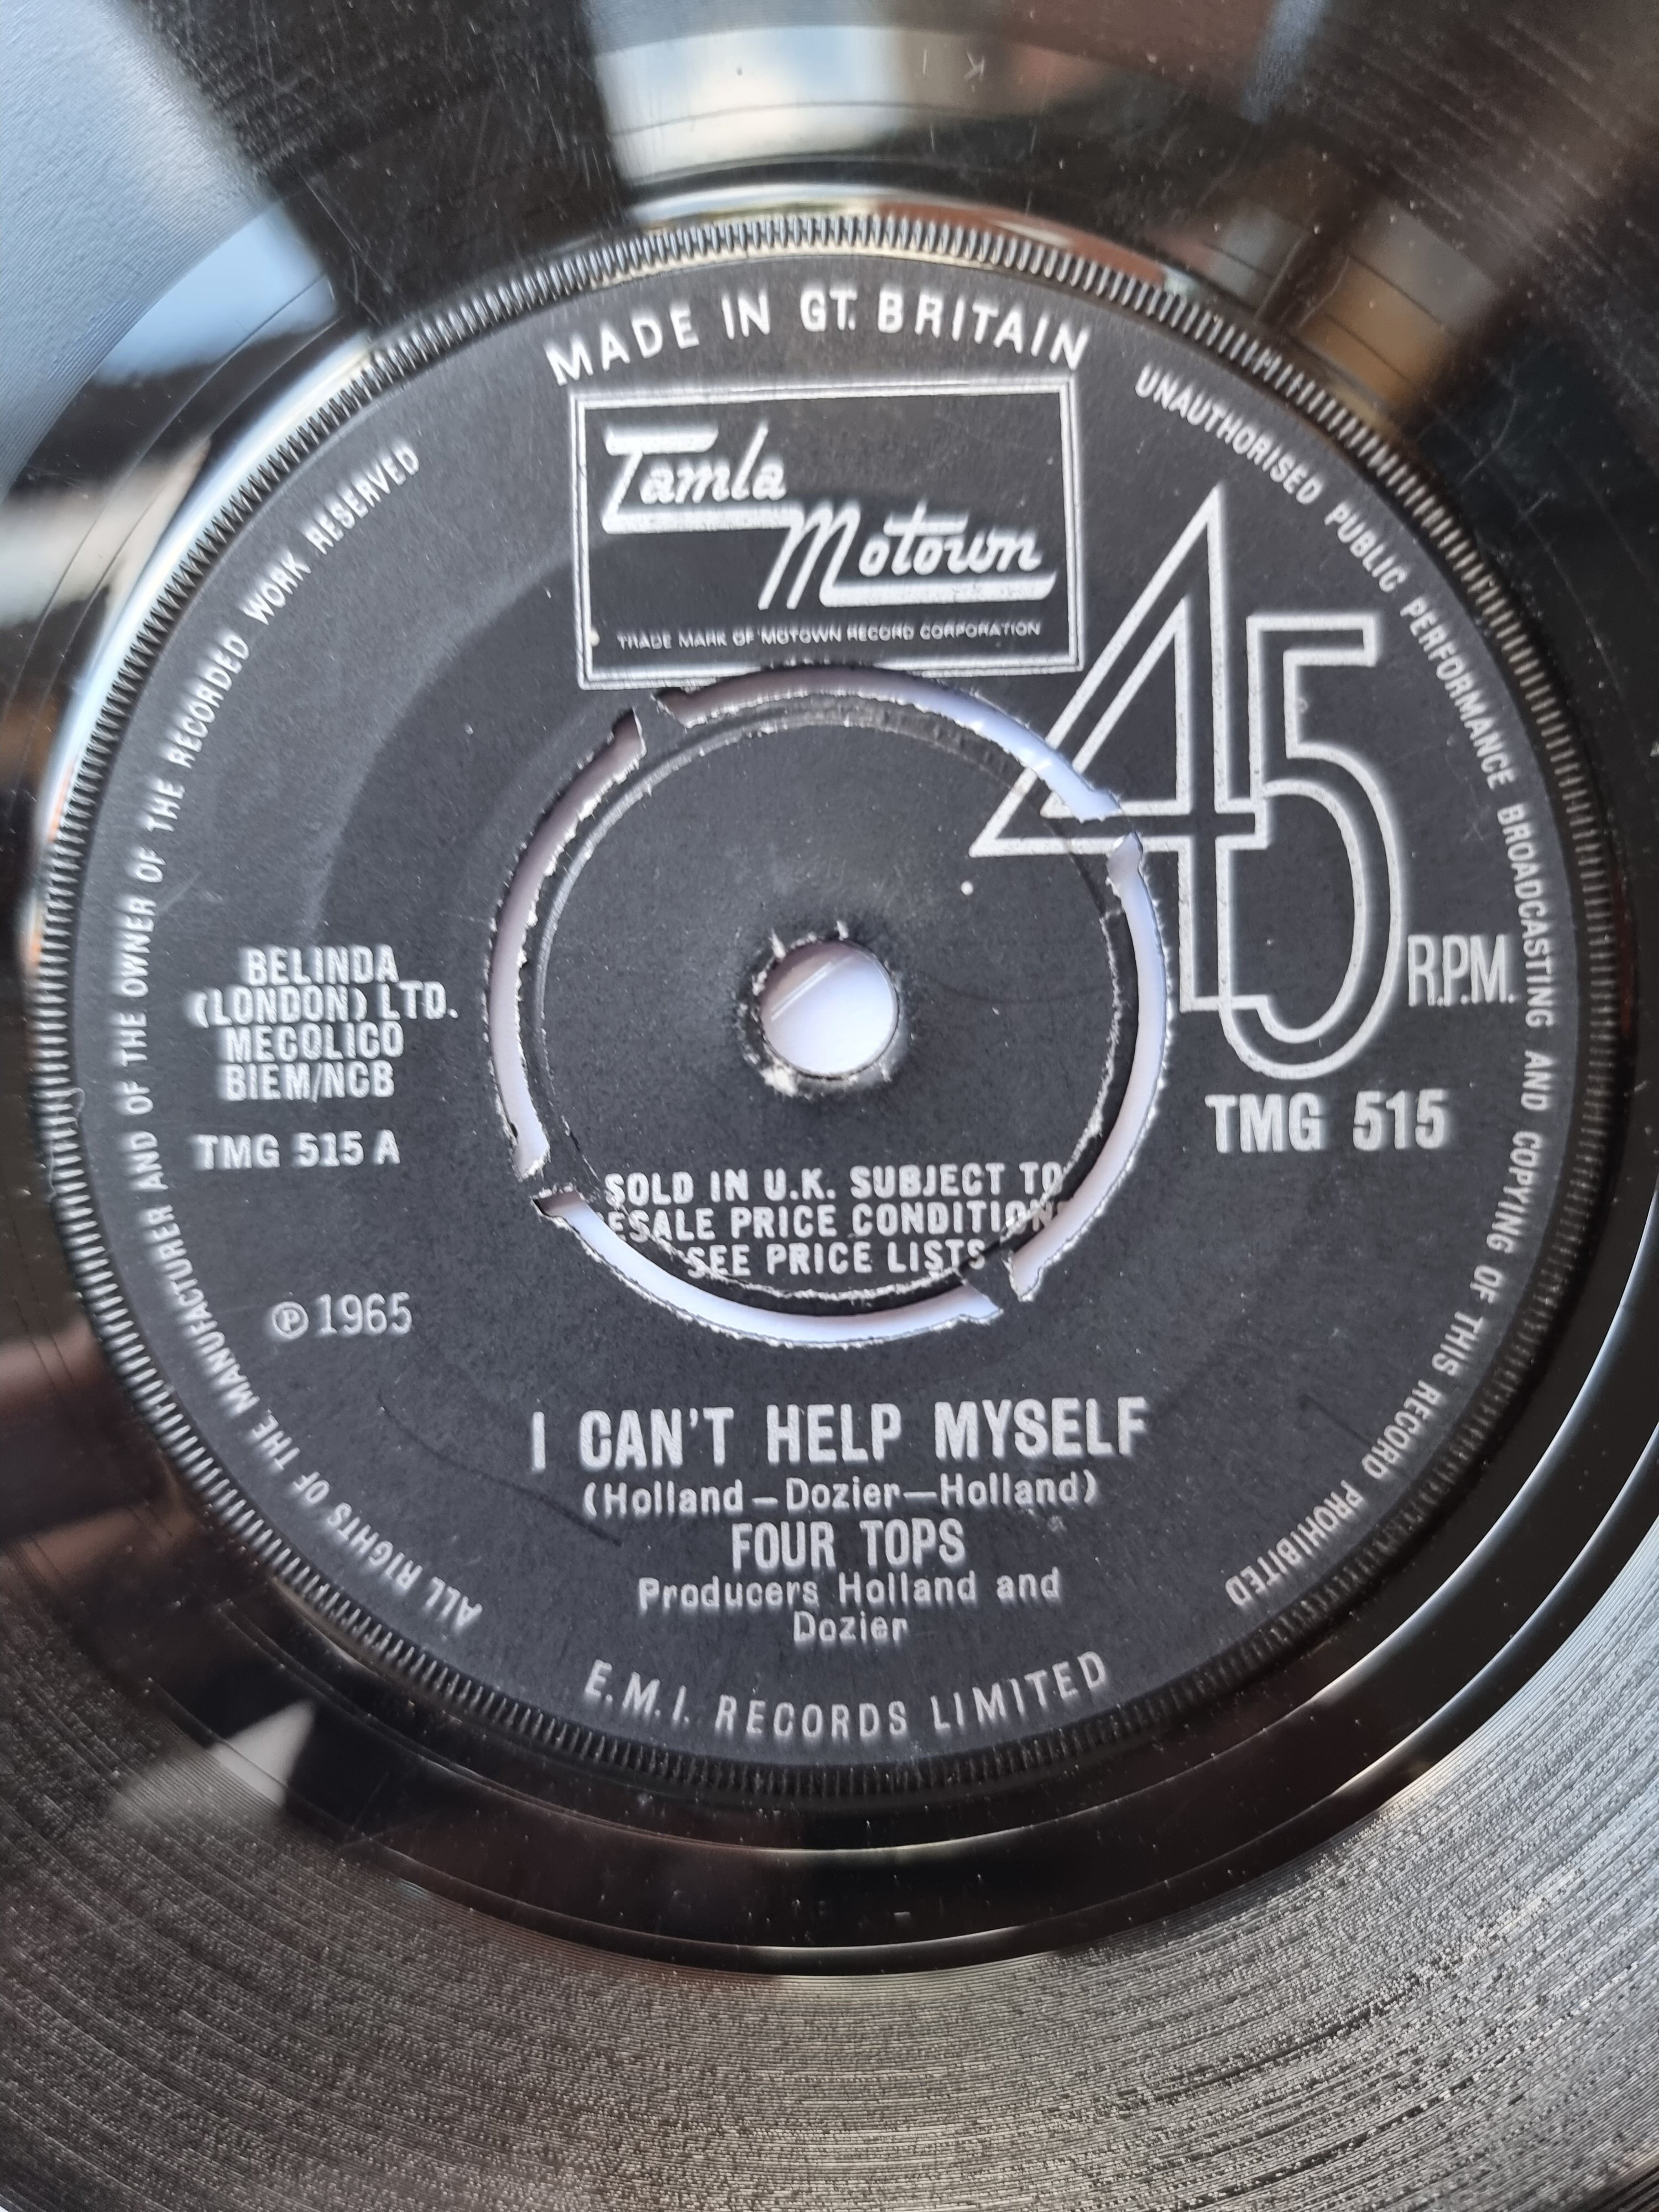 MADE IN GT. BRITAIN
Tamla
Motown
TRADE MARK OF MOTOWN RECORD CORPORATION
45
R.P.M.
BELINDA
(LONDON) LTD.
MECOLICO
BIEM/NCB
TMG 515 A
TMG 515
SOLD IN U.K. SUBJECT TO
ESALE PRICE CONDITION
SEE PRICE LISTS
℗ 1965
I CAN'T HELP MYSELF
(Holland–Dozier—Holland)
FOUR TOPS
Producers Holland and
Dozier
E.M.I. RECORDS LIMITED
ALL RIGHTS OF THE MANUFACTURER AND OF THE OWNER OF THE RECORDED WORK RESERVED
UNAUTHORISED PUBLIC PERFORMANCE BROADCASTING AND COPYING OF THIS RECORD PROHIBITED